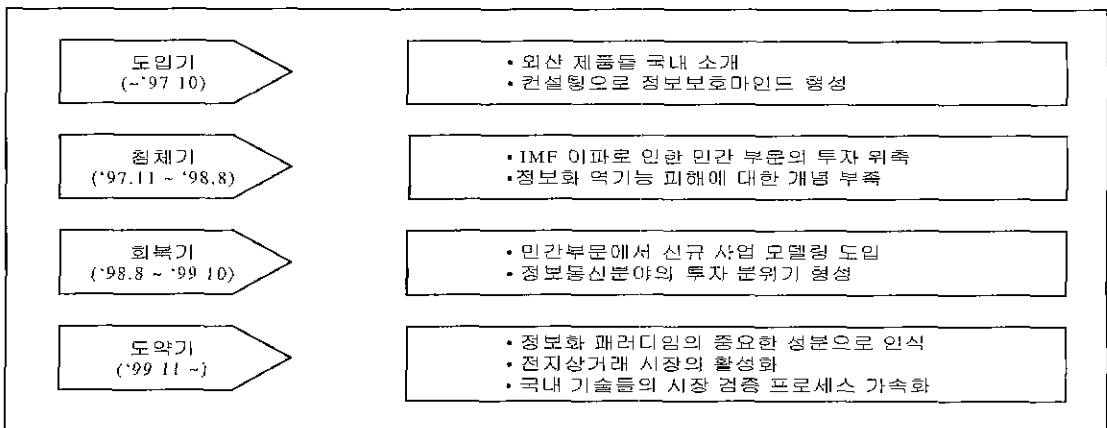 도입기
(~'97 10)
• 외산 제품들 국내 소개
• 컨설팅으로 정보보호마인드 형성
침체기
('97.11 ~ '98.8)
• IMF 여파로 인한 민간 부문의 투자 위축
• 정보화 역기능 피해에 대한 개념 부족
회복기
('98.8 ~ '99 10)
• 민간부문에서 신규 사업 모델링 도입
• 정보통신분야의 투자 분위기 형성
도약기
('99 11 ~)
• 정보화 패러다임의 중요한 성분으로 인식
• 전자상거래 시장의 활성화
• 국내 기술들의 시장 검증 프로세스 가속화